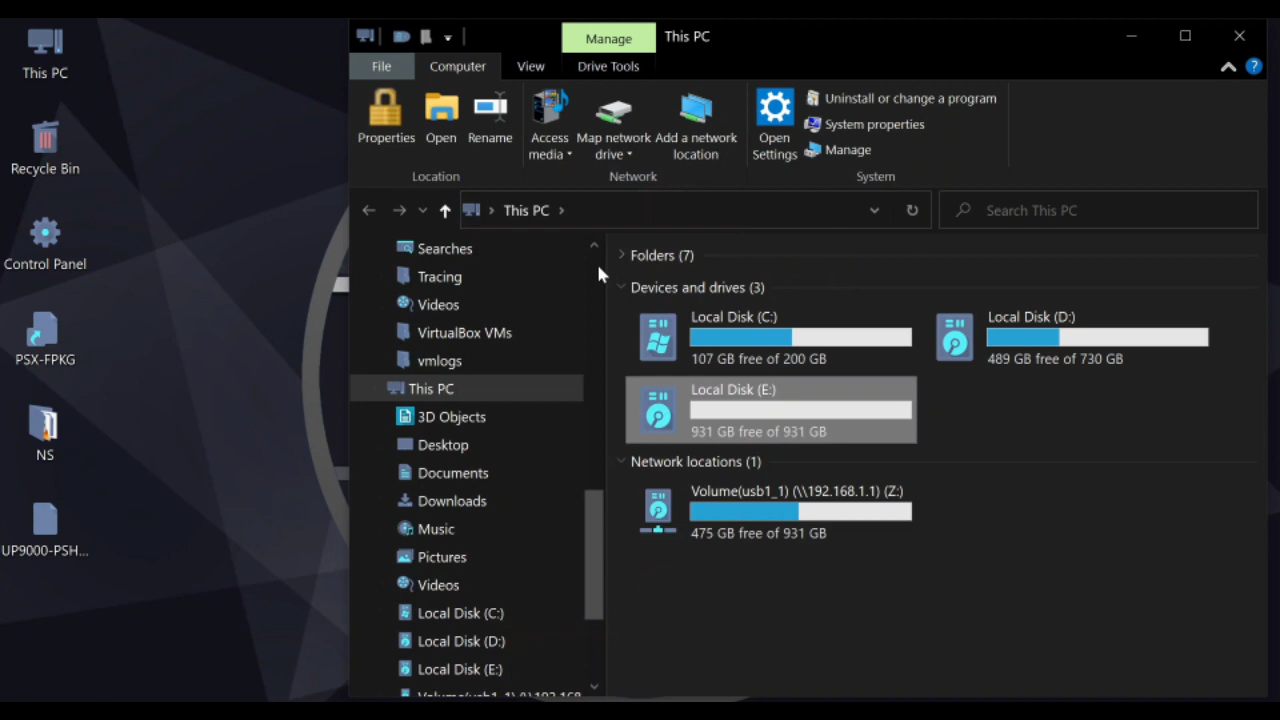 This PC
Recycle Bin
Control Panel
PSX-FPKG
NS
UP9000-PSH...
Manage
This PC
File
Computer
View
Drive Tools
Properties
Open
Rename
Access
media
Map network
drive
Add a network
location
Open
Settings
Uninstall or change a program
System properties
Manage
Location
Network
System
This PC
Search This PC
Searches
Tracing
Videos
VirtualBox VMs
vmlogs
This PC
3D Objects
Desktop
Documents
Downloads
Music
Pictures
Videos
Local Disk (C:)
Local Disk (D:)
Local Disk (E:)
Volume(usb1_1) (\\192.168
Folders (7)
Devices and drives (3)
Local Disk (C:)
107 GB free of 200 GB
Local Disk (D:)
489 GB free of 730 GB
Local Disk (E:)
931 GB free of 931 GB
Network locations (1)
Volume(usb1_1) (\\192.168.1.1) (Z:)
475 GB free of 931 GB